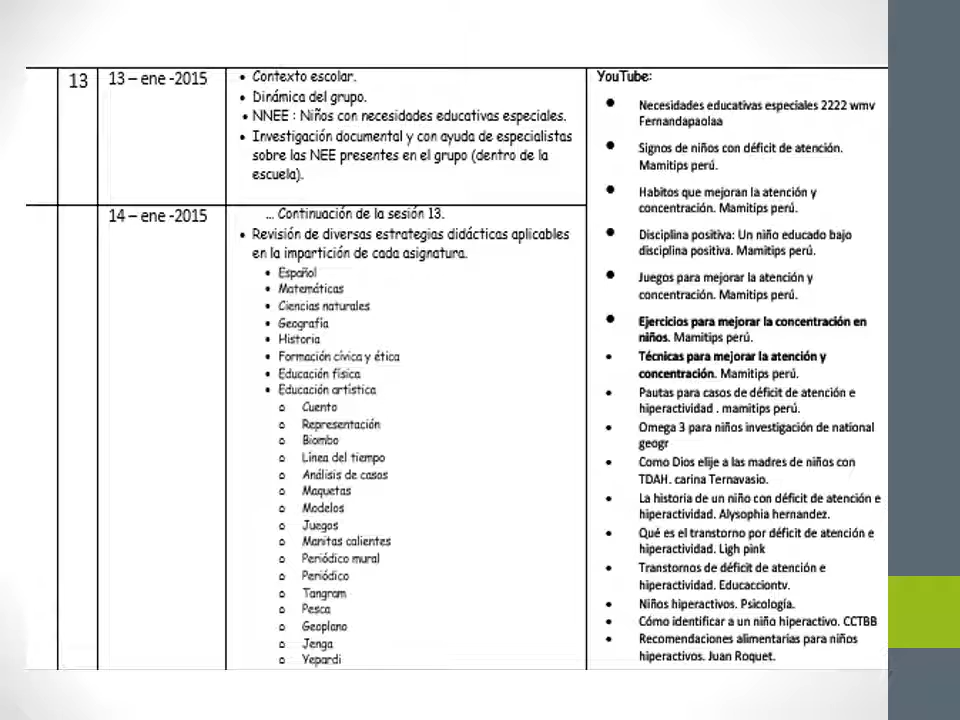 13
13 – ene -2015
• Contexto escolar.
• Dinámica del grupo.
• NNEE : Niños con necesidades educativas especiales.
• Investigación documental y con ayuda de especialistas
sobre las NEE presentes en el grupo (dentro de la
escuela).
14 – ene -2015
... Continuación de la sesión 13.
• Revisión de diversas estrategias didácticas aplicables
en la impartición de cada asignatura.
• Español
• Matemáticas
• Ciencias naturales
• Geografía
• Historia
• Formación cívica y ética
• Educación física
• Educación artística
o Cuento
o Representación
o Biombo
o Línea del tiempo
o Análisis de casos
o Maquetas
o Modelos
o Juegos
o Manitas calientes
o Periódico mural
o Periódico
o Tangram
o Pesca
o Geoplano
o Jenga
o Yepardi
YouTube:
• Necesidades educativas especiales 2222 wmv
Fernandapaolaa
• Signos de niños con déficit de atención.
Mamitips perú.
• Habitos que mejoran la atención y
concentración. Mamitips perú.
• Disciplina positiva: Un niño educado bajo
disciplina positiva. Mamitips perú.
• Juegos para mejorar la atención y
concentración. Mamitips perú.
• Ejercicios para mejorar la concentración en
niños. Mamitips perú.
• Técnicas para mejorar la atención y
concentración. Mamitips perú.
• Pautas para casos de déficit de atención e
hiperactividad . mamitips perú.
• Omega 3 para niños investigación de national
geogr
• Como Dios elije a las madres de niños con
TDAH. carina Ternavasio.
• La historia de un niño con déficit de atención e
hiperactividad. Alysophia hernandez.
• Qué es el transtorno por déficit de atención e
hiperactividad. Ligh pink
• Transtornos de déficit de atención e
hiperactividad. Educacciontv.
• Niños hiperactivos. Psicología.
• Cómo identificar a un niño hiperactivo. CCTBB
• Recomendaciones alimentarias para niños
hiperactivos. Juan Roquet.